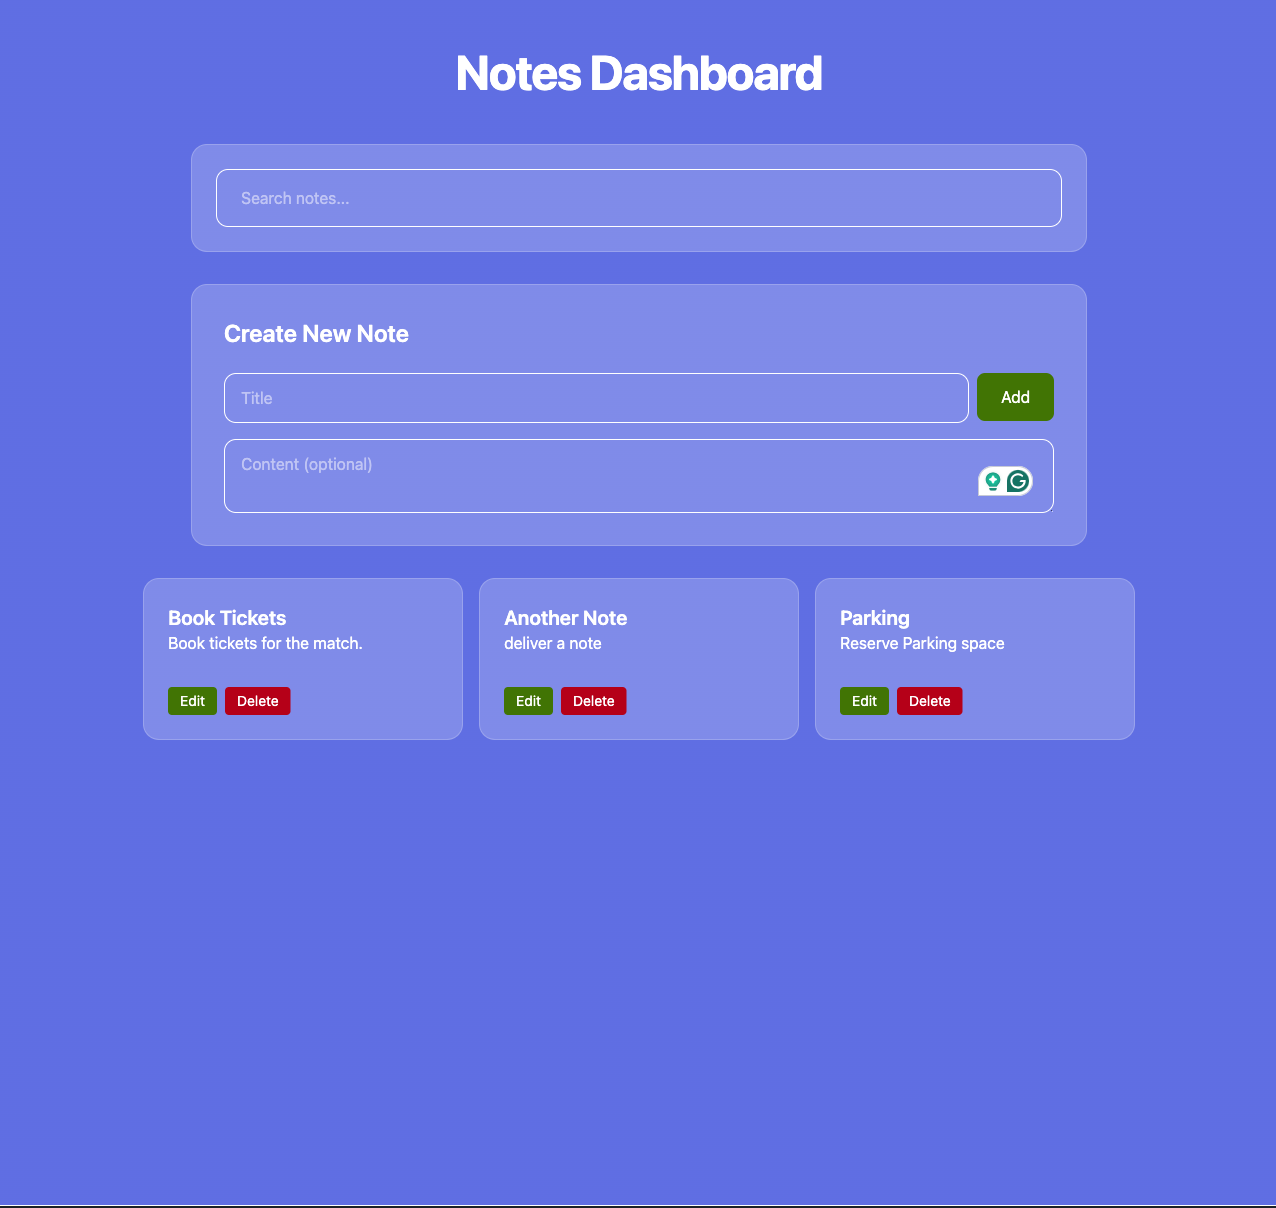 Notes Dashboard
Search notes...
Create New Note
Title
Add
Content (optional)
Book Tickets
Book tickets for the match.
Edit Delete
Another Note
deliver a note
Edit Delete
Parking
Reserve Parking space
Edit Delete